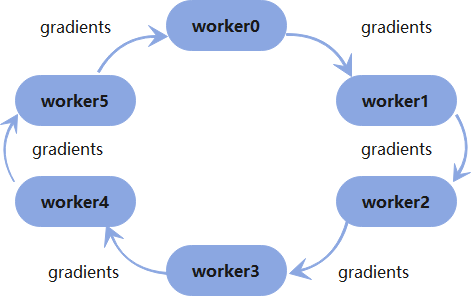 worker0
gradients
gradients
worker5
worker1
gradients
gradients
worker4
worker2
gradients
worker3
gradients